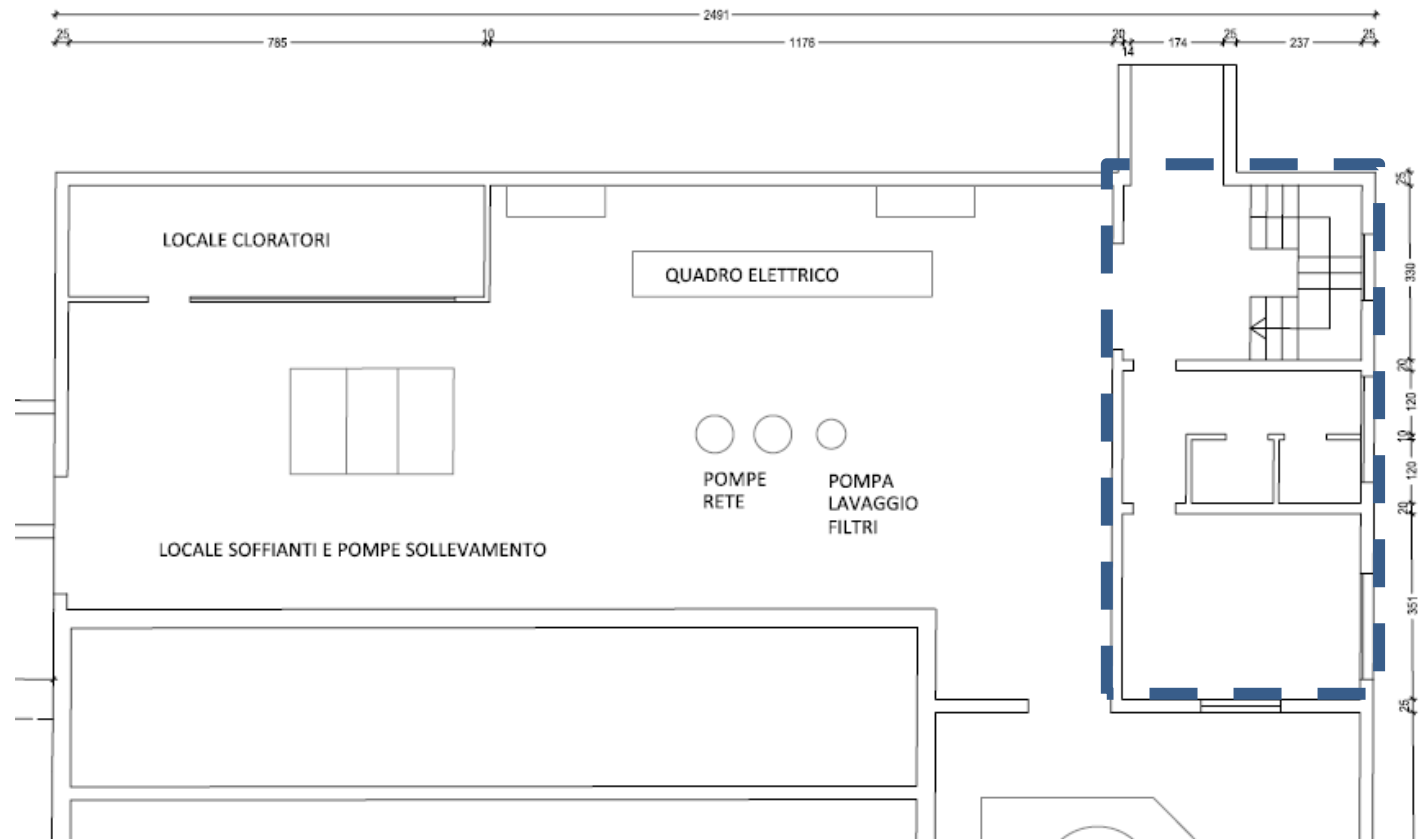 2491
25
785
10
1176
20
14
174
25
237
25
25
LOCALE CLORATORI
QUADRO ELETTRICO
330
20
120
POMPE
RETE
POMPA
LAVAGGIO
FILTRI
10
120
20
LOCALE SOFFIANTI E POMPE SOLLEVAMENTO
351
25